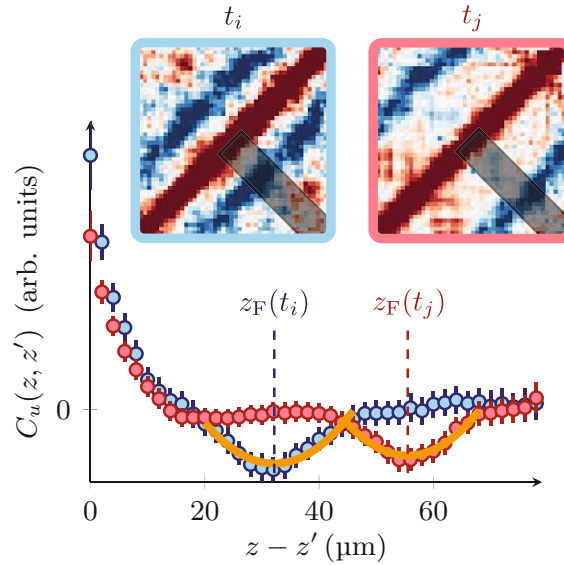 t_i
t_j
C_u(z, z′) (arb. units)
z_F(t_i)
z_F(t_j)
0
0
20
40
60
z − z′ (µm)